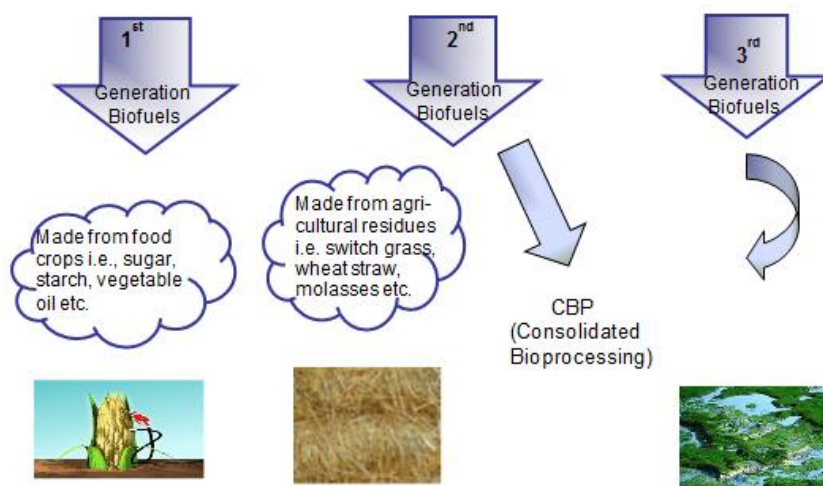 1st
Generation
Biofuels
2nd
Generation
Biofuels
3rd
Generation
Biofuels
Made from food
crops i.e., sugar,
starch, vegetable
oil etc.
Made from agri-
cultural residues
i.e. switch grass,
wheat straw,
molasses etc.
CBP
(Consolidated
Bioprocessing)